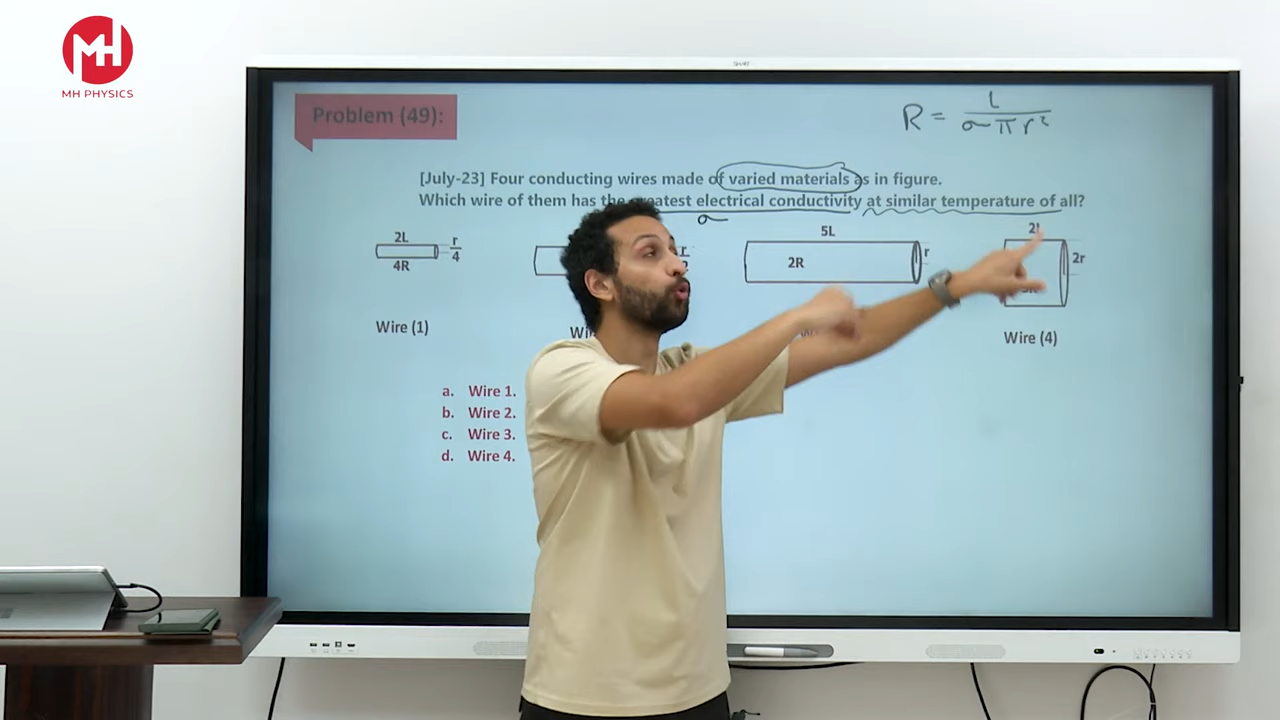 MH
MH PHYSICS
SMART
Problem (49):
R = L / σ π r²
[July-23] Four conducting wires made of varied materials as in figure.
Which wire of them has the greatest electrical conductivity at similar temperature of all?
σ
2L
r/4
4R
Wire (1)
5L
2R
r
2r
Wire (4)
a. Wire 1.
b. Wire 2.
c. Wire 3.
d. Wire 4.